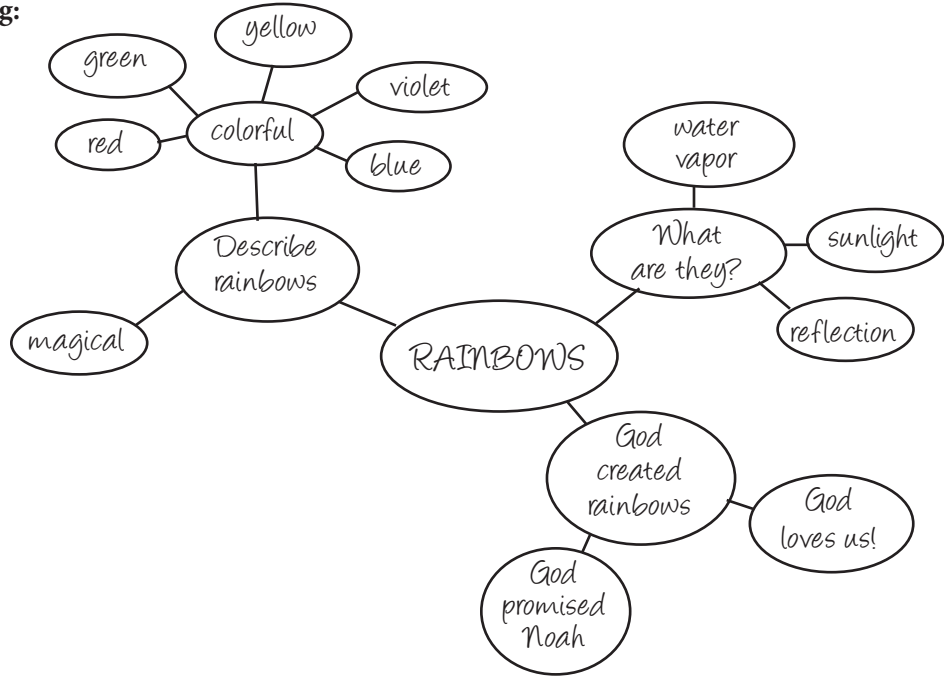 g:
yellow
green
violet
colorful
red
blue
water
vapor
What
are they?
sunlight
Describe
rainbows
reflection
magical
RAINBOWS
God
created
rainbows
God
loves us!
God
promised
Noah